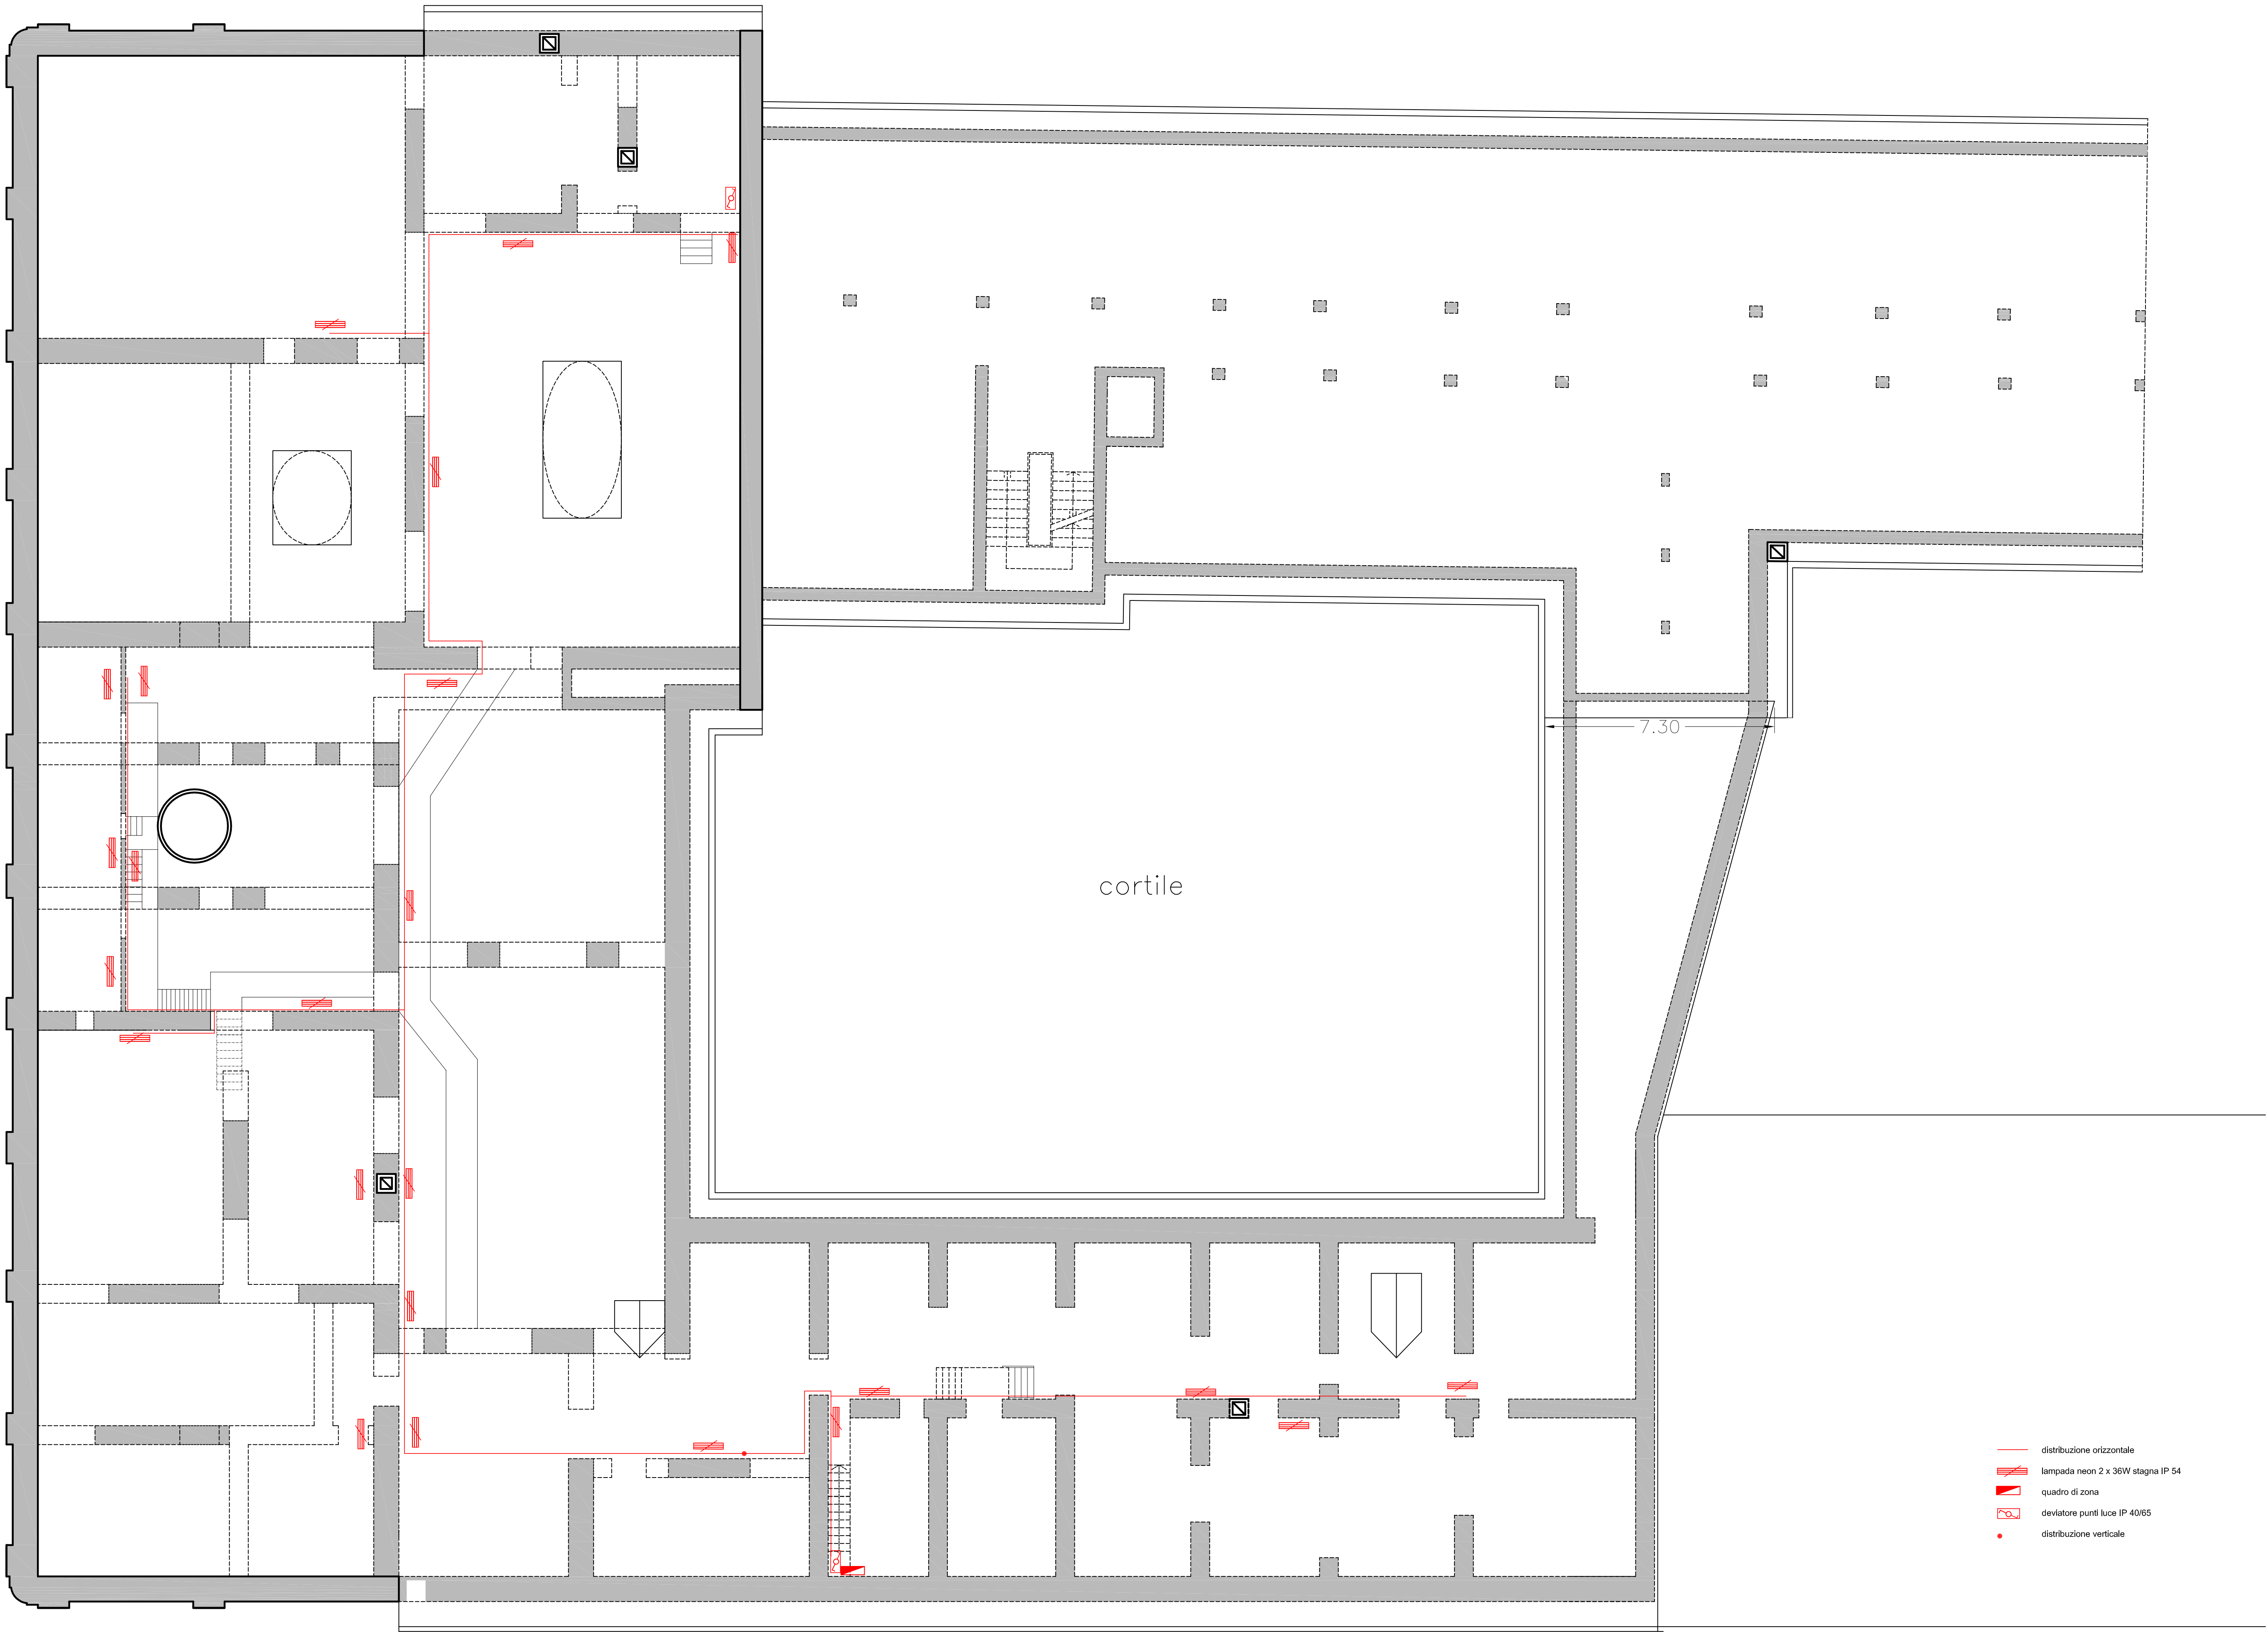 7.30
cortile
distribuzione orizzontale
lampada neon 2 x 36W stagna IP 54
quadro di zona
deviatore punti luce IP 40/65
distribuzione verticale